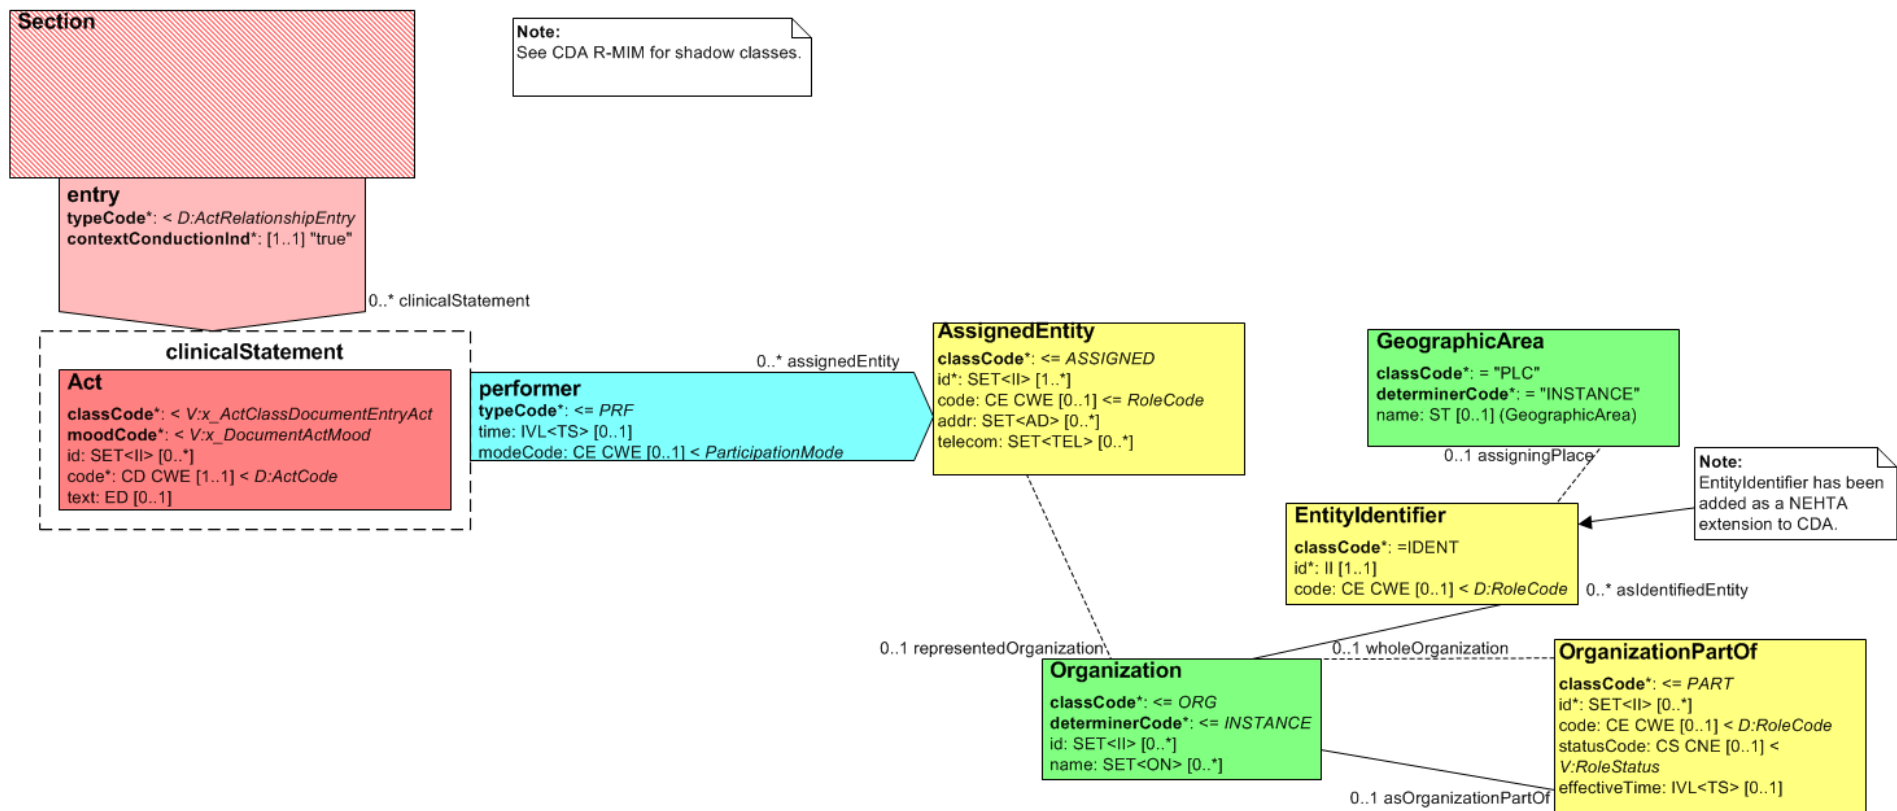 Section
Note:
See CDA R-MIM for shadow classes.
entry
typeCode*: < D:ActRelationshipEntry
contextConductionInd*: [1..1] "true"
0..* clinicalStatement
clinicalStatement
Act
classCode*: < V:x_ActClassDocumentEntryAct
moodCode*: < V:x_DocumentActMood
id: SET<II> [0..*]
code*: CD CWE [1..1] < D:ActCode
text: ED [0..1]
0..* assignedEntity
performer
typeCode*: <= PRF
time: IVL<TS> [0..1]
modeCode: CE CWE [0..1] < ParticipationMode
AssignedEntity
classCode*: <= ASSIGNED
id*: SET<II> [1..*]
code: CE CWE [0..1] <= RoleCode
addr: SET<AD> [0..*]
telecom: SET<TEL> [0..*]
GeographicArea
classCode*: = "PLC"
determinerCode*: = "INSTANCE"
name: ST [0..1] (GeographicArea)
0..1 assigningPlace
Note:
EntityIdentifier has been
added as a NEHTA
extension to CDA.
EntityIdentifier
classCode*: =IDENT
id*: II [1..1]
code: CE CWE [0..1] < D:RoleCode
0..* asIdentifiedEntity
0..1 representedOrganization
0..1 wholeOrganization
Organization
classCode*: <= ORG
determinerCode*: <= INSTANCE
id: SET<II> [0..*]
name: SET<ON> [0..*]
OrganizationPartOf
classCode*: <= PART
id*: SET<II> [0..*]
code: CE CWE [0..1] < D:RoleCode
statusCode: CS CNE [0..1] <
V:RoleStatus
effectiveTime: IVL<TS> [0..1]
0..1 asOrganizationPartOf